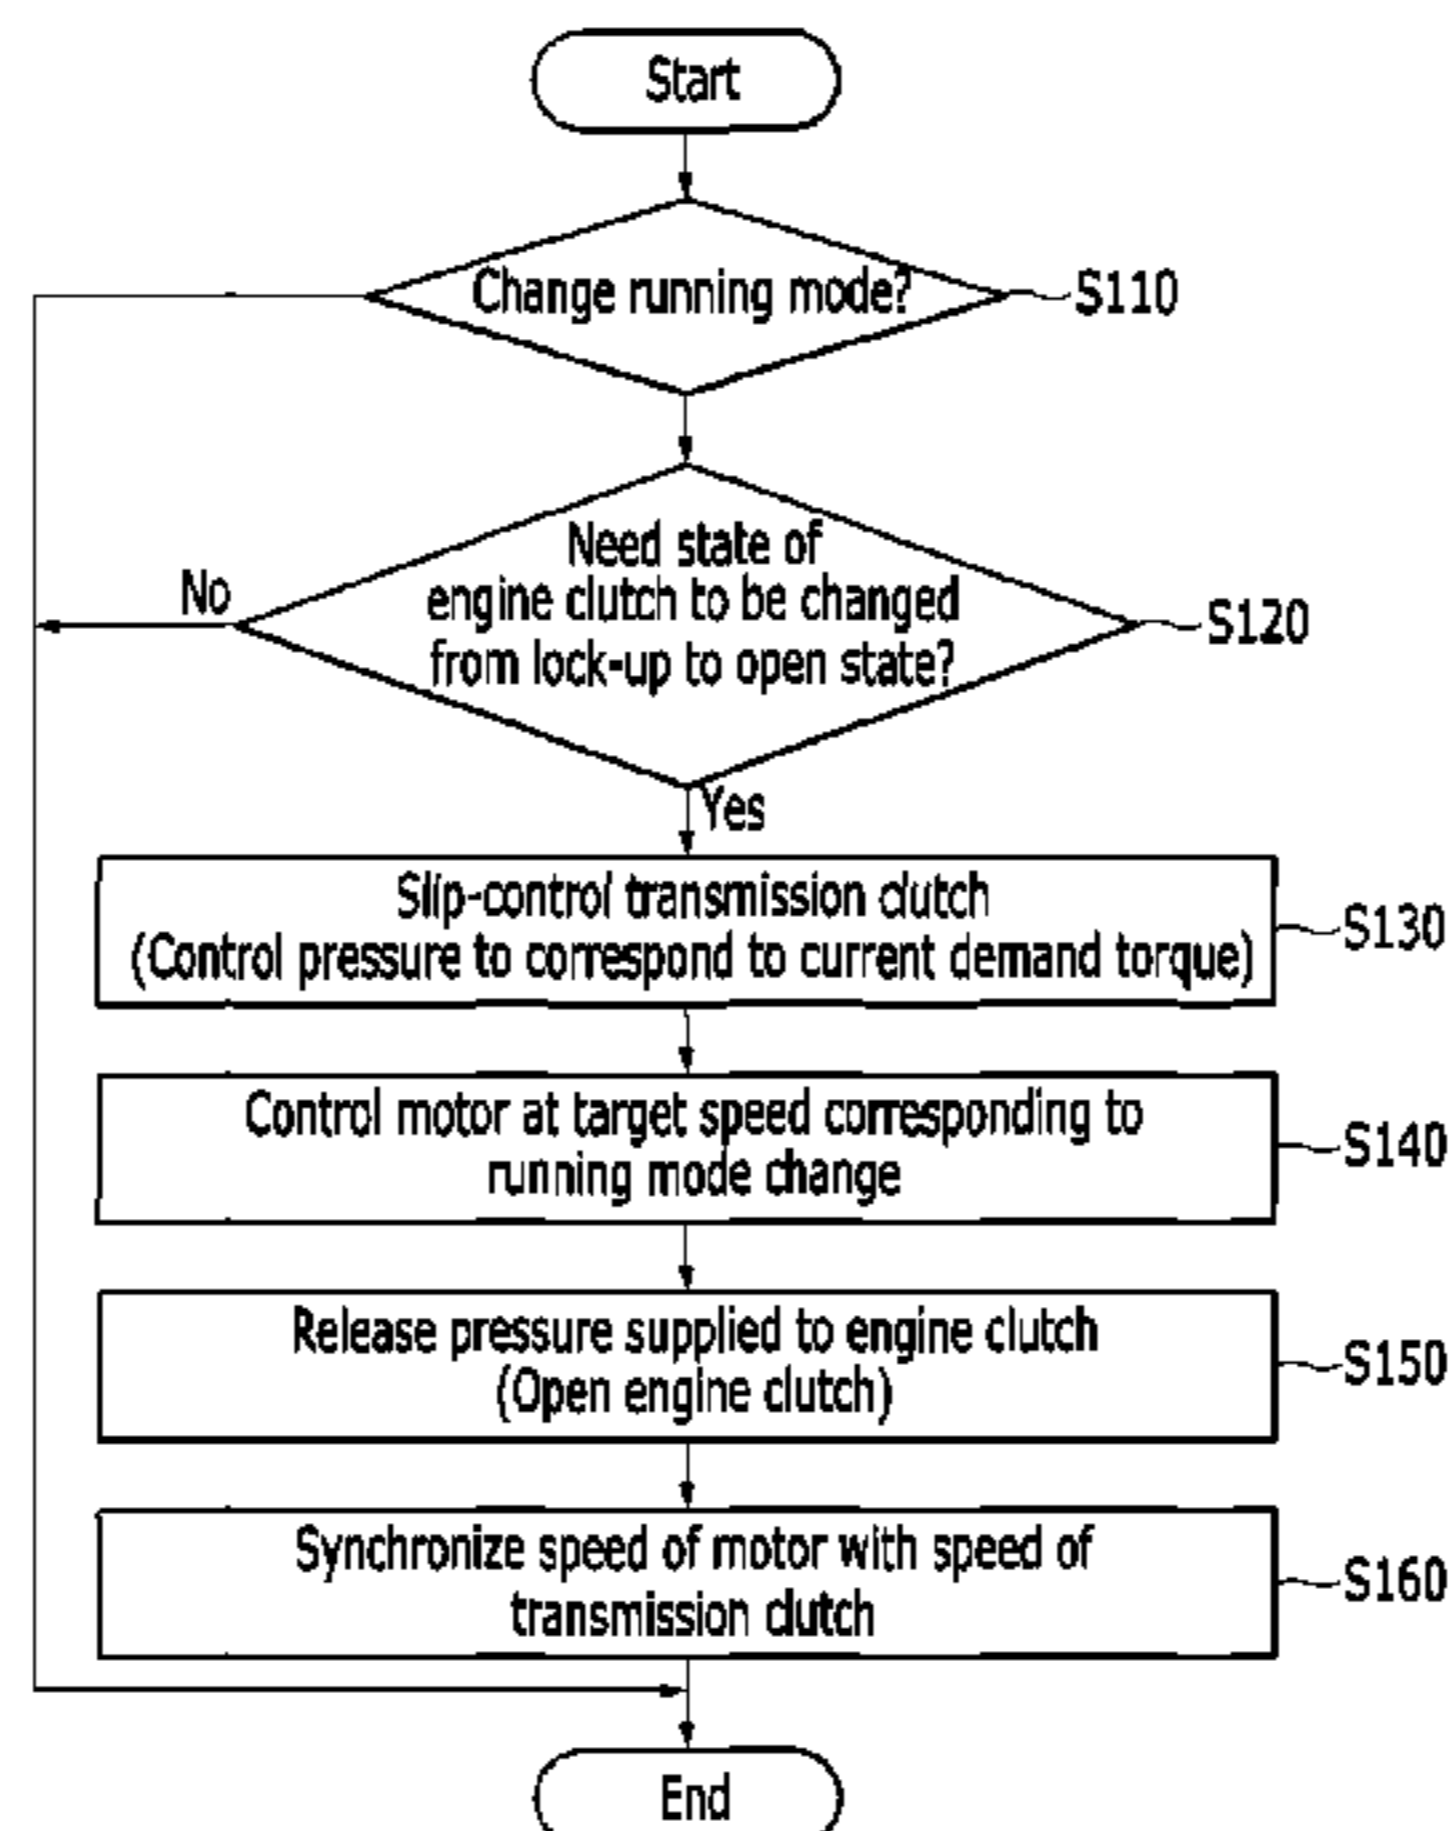 Start
Change running mode?
S110
Need state of
engine clutch to be changed
from lock-up to open state?
No
S120
Yes
Slip-control transmission clutch
(Control pressure to correspond to current demand torque)
S130
Control motor at target speed corresponding to
running mode change
S140
Release pressure supplied to engine clutch
(Open engine clutch)
S150
Synchronize speed of motor with speed of
transmission clutch
S160
End